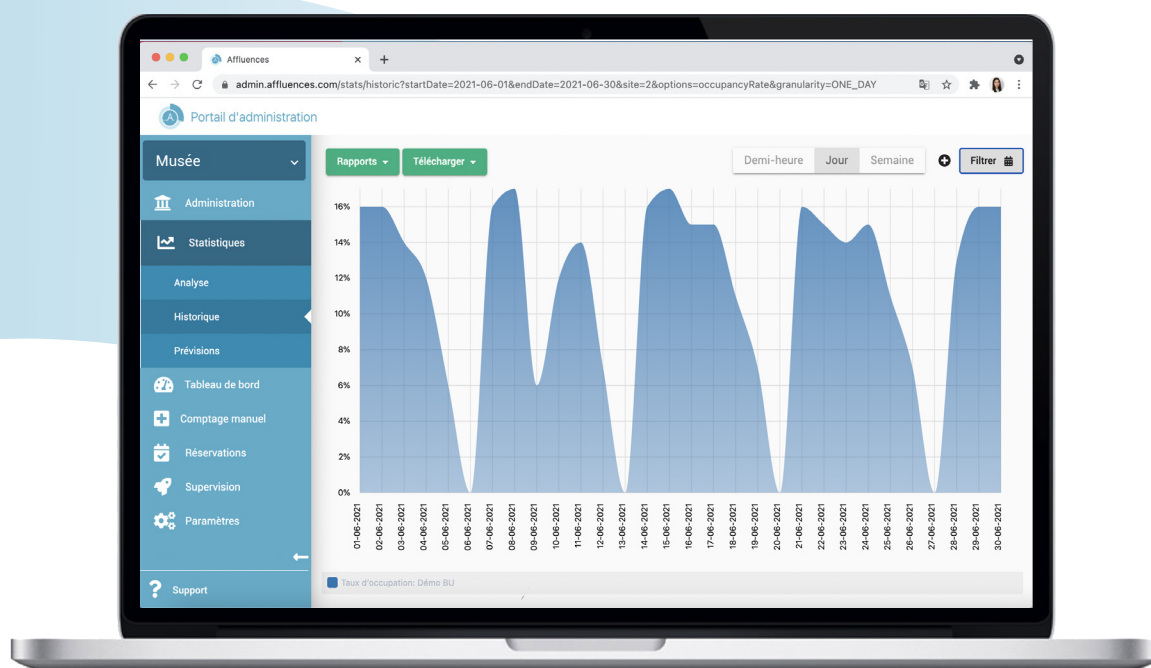 Affluences
admin.affluences.com/stats/historic?startDate=2021-06-01&endDate=2021-06-30&site=2&options=occupancyRate&granularity=ONE_DAY
A
Portail d'administration
Musée
Administration
Statistiques
Analyse
Historique
Prévisions
Tableau de bord
Comptage manuel
Réservations
Supervision
Paramètres
? Support
Rapports
Télécharger
Demi-heure
Jour
Semaine
Filtrer
16%
14%
12%
10%
8%
6%
4%
2%
0%
01-06-2021
02-06-2021
03-06-2021
04-06-2021
05-06-2021
06-06-2021
07-06-2021
08-06-2021
09-06-2021
10-06-2021
11-06-2021
12-06-2021
13-06-2021
14-06-2021
15-06-2021
16-06-2021
17-06-2021
18-06-2021
19-06-2021
20-06-2021
21-06-2021
22-06-2021
23-06-2021
24-06-2021
25-06-2021
26-06-2021
27-06-2021
28-06-2021
29-06-2021
30-06-2021
Taux d'occupation: Démo BU